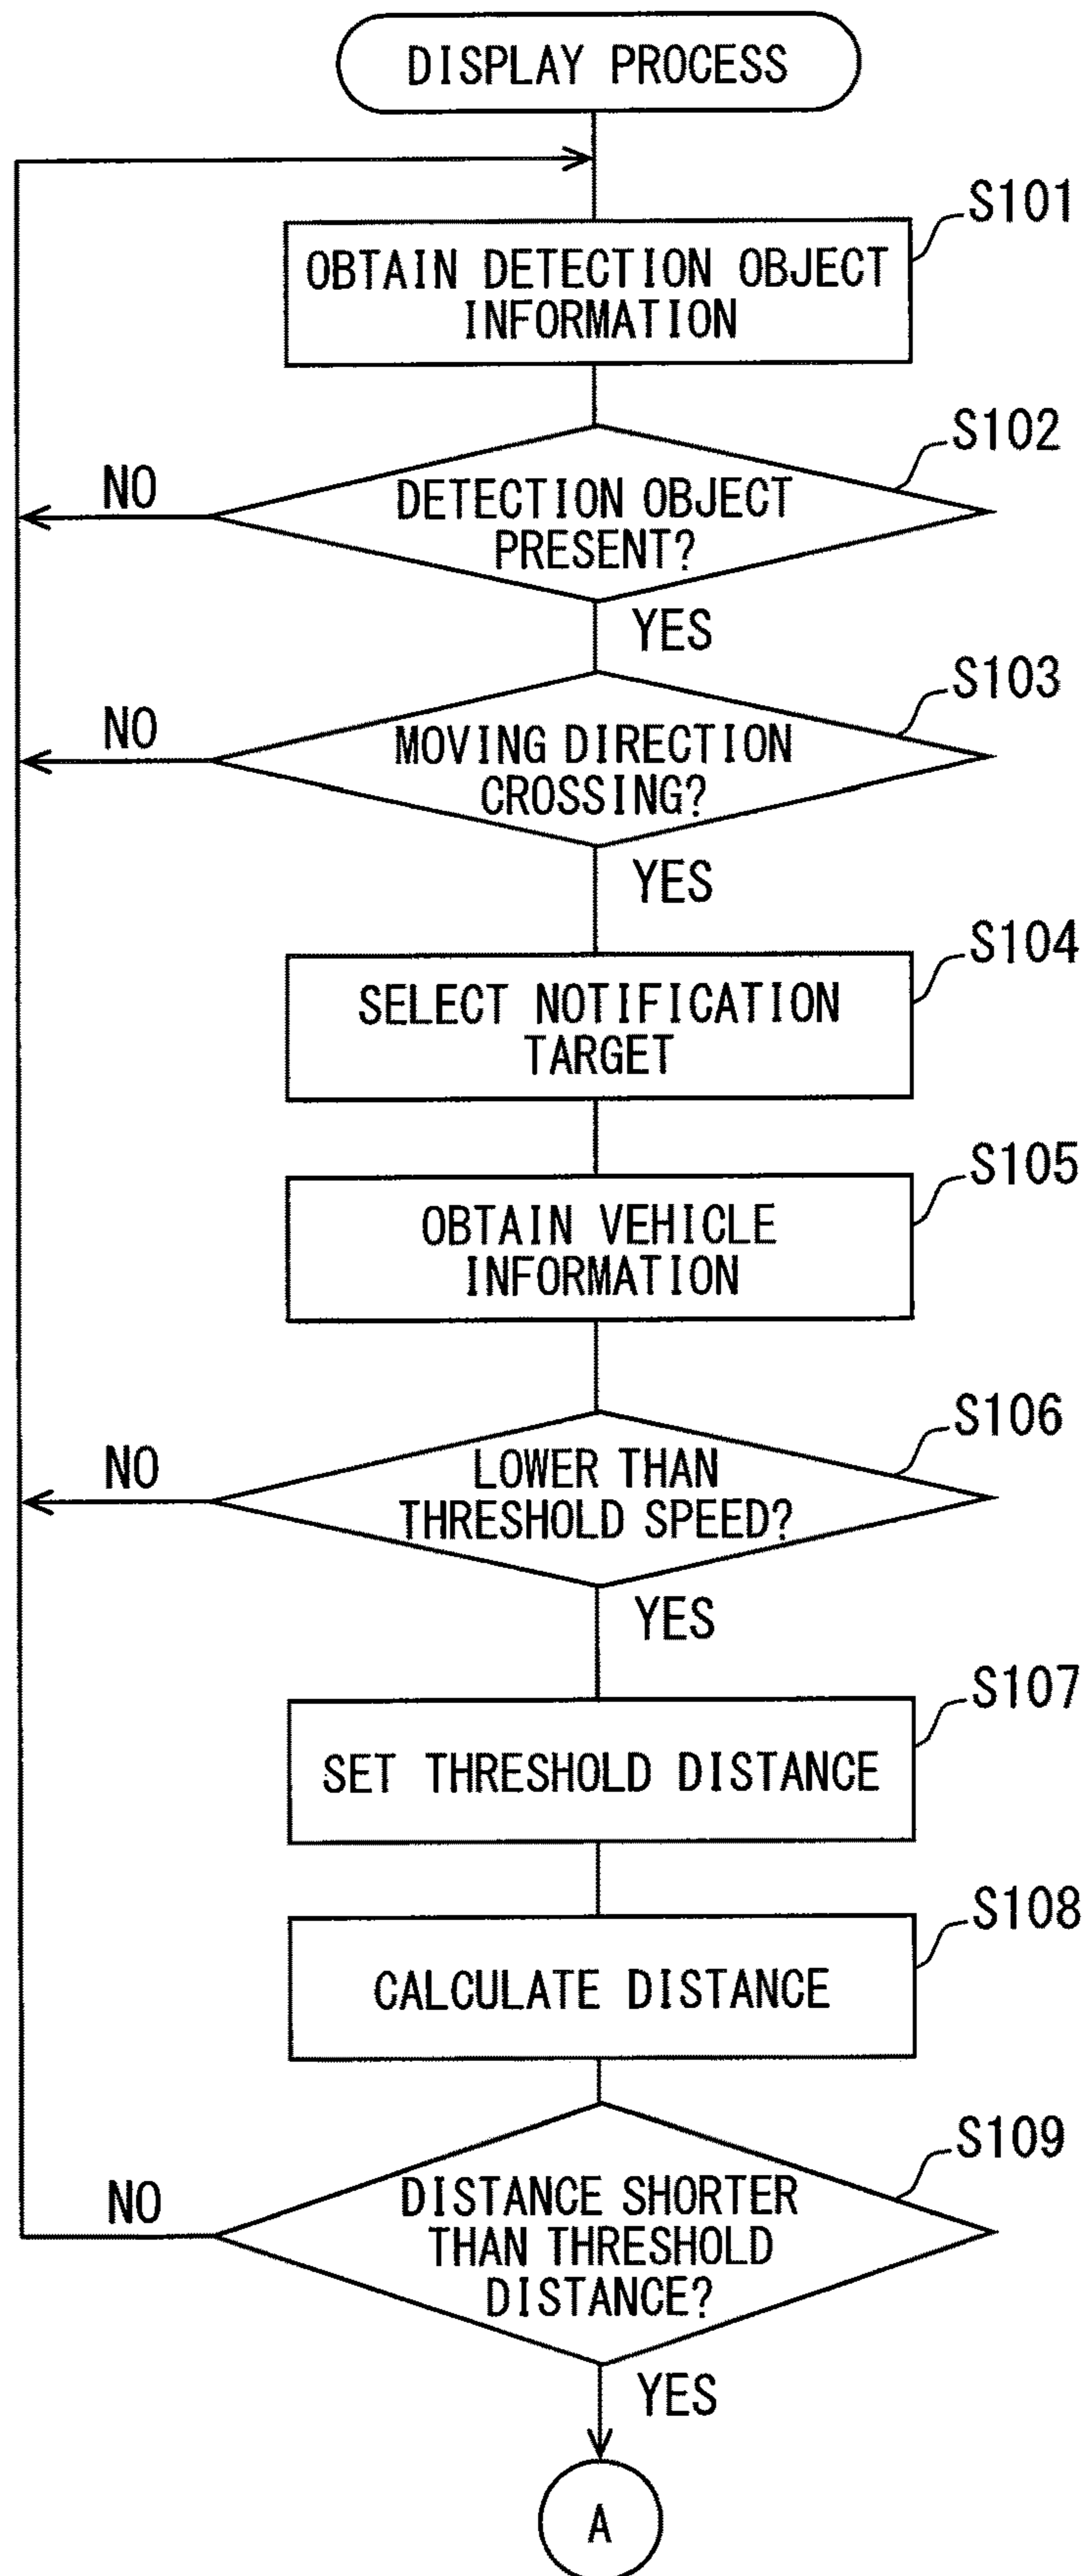 DISPLAY PROCESS
S101
OBTAIN DETECTION OBJECT
INFORMATION
S102
NO
DETECTION OBJECT
PRESENT?
YES
S103
NO
MOVING DIRECTION
CROSSING?
YES
S104
SELECT NOTIFICATION
TARGET
S105
OBTAIN VEHICLE
INFORMATION
S106
NO
LOWER THAN
THRESHOLD SPEED?
YES
S107
SET THRESHOLD DISTANCE
S108
CALCULATE DISTANCE
S109
NO
DISTANCE SHORTER
THAN THRESHOLD
DISTANCE?
YES
A